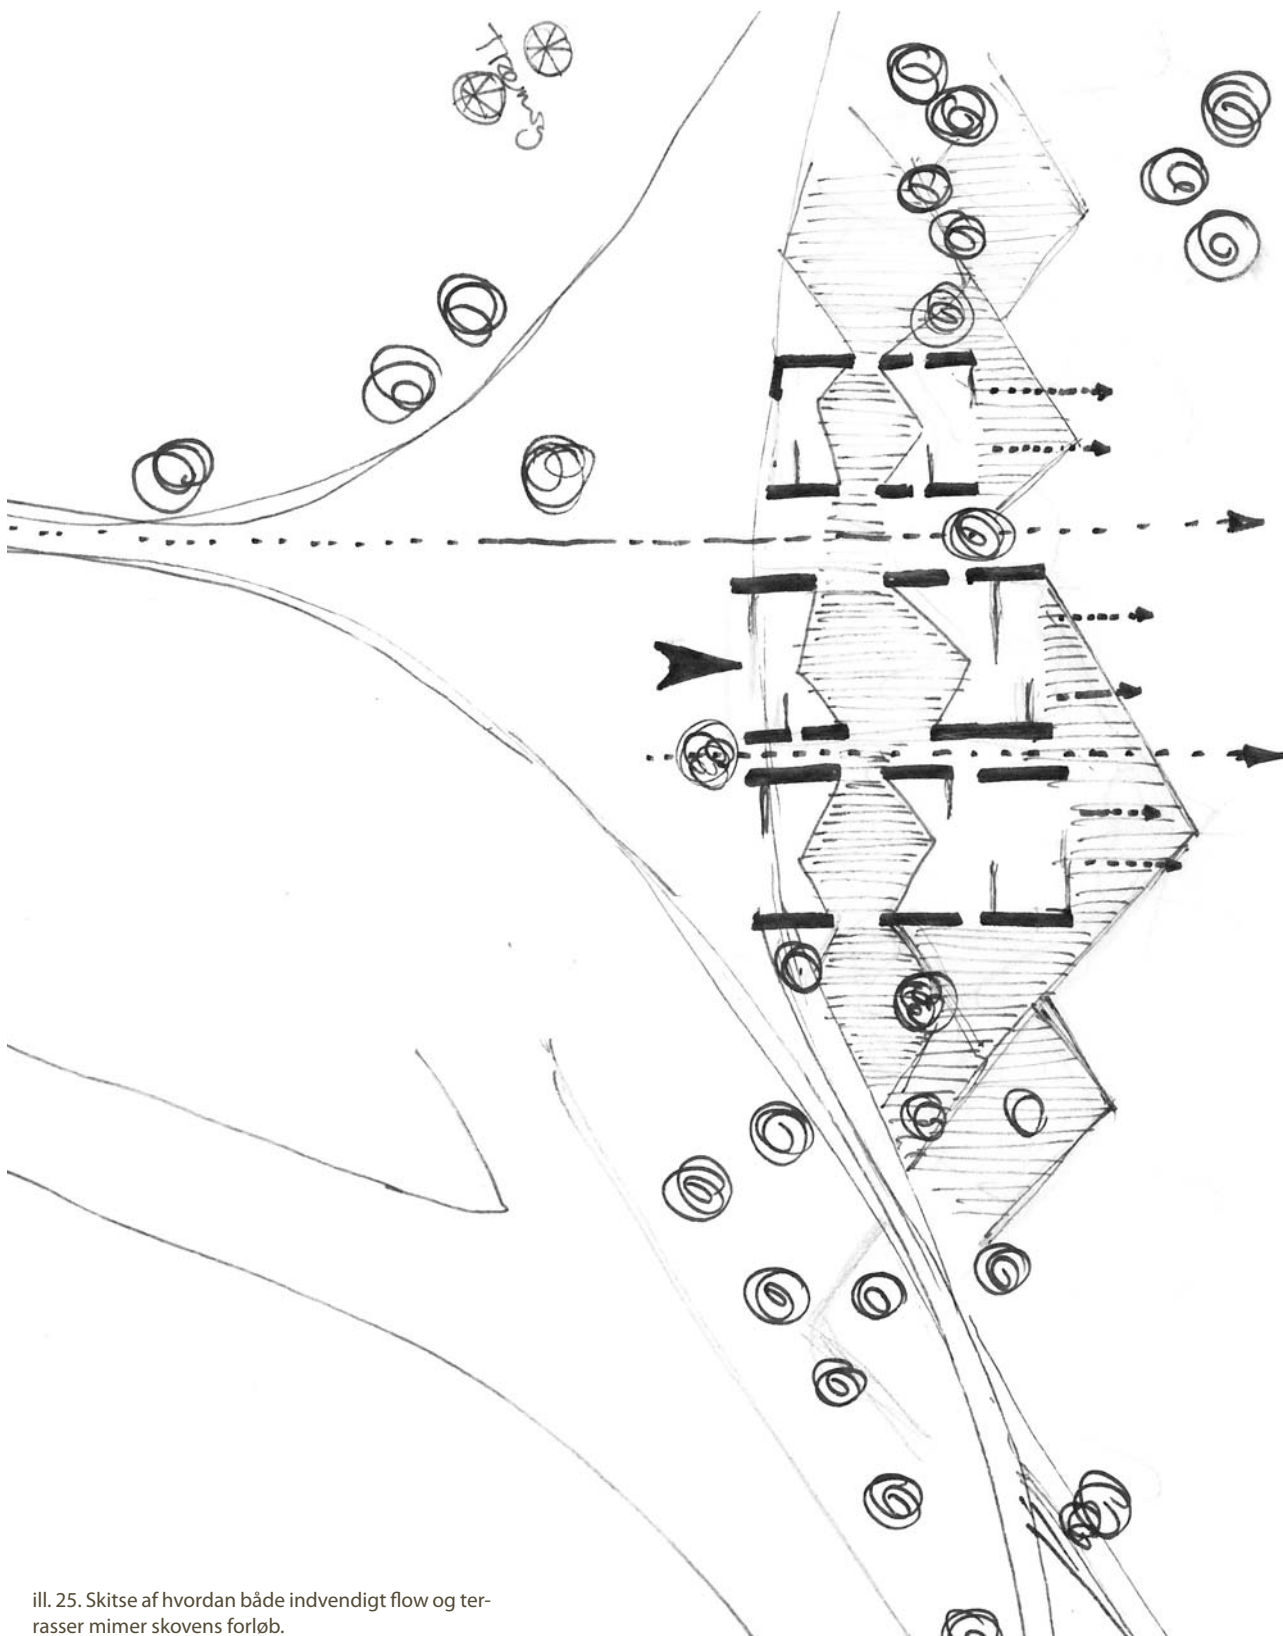 ill. 25. Skitse af hvordan både indvendigt flow og ter-
rasser mimer skovens forløb.